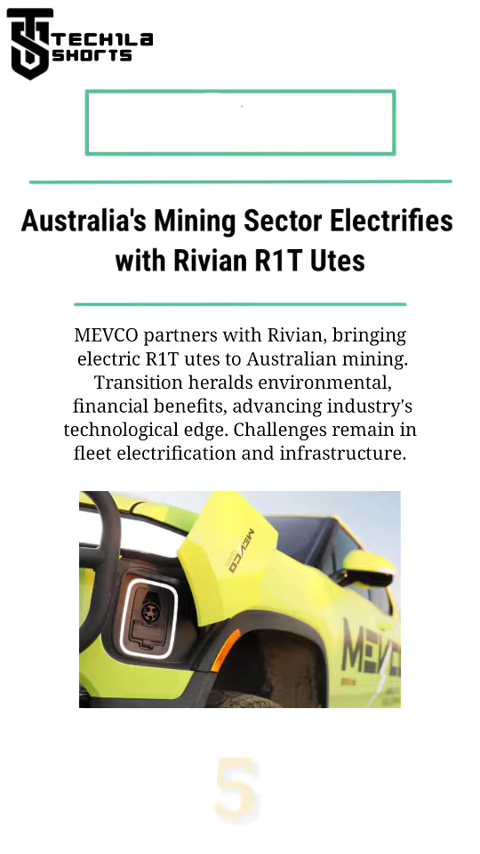 TECH1LA
SHORTS
Australia's Mining Sector Electrifies
with Rivian R1T Utes
MEVCO partners with Rivian, bringing
electric R1T utes to Australian mining.
Transition heralds environmental,
financial benefits, advancing industry's
technological edge. Challenges remain in
fleet electrification and infrastructure.
MEVCO
MEVCO
5